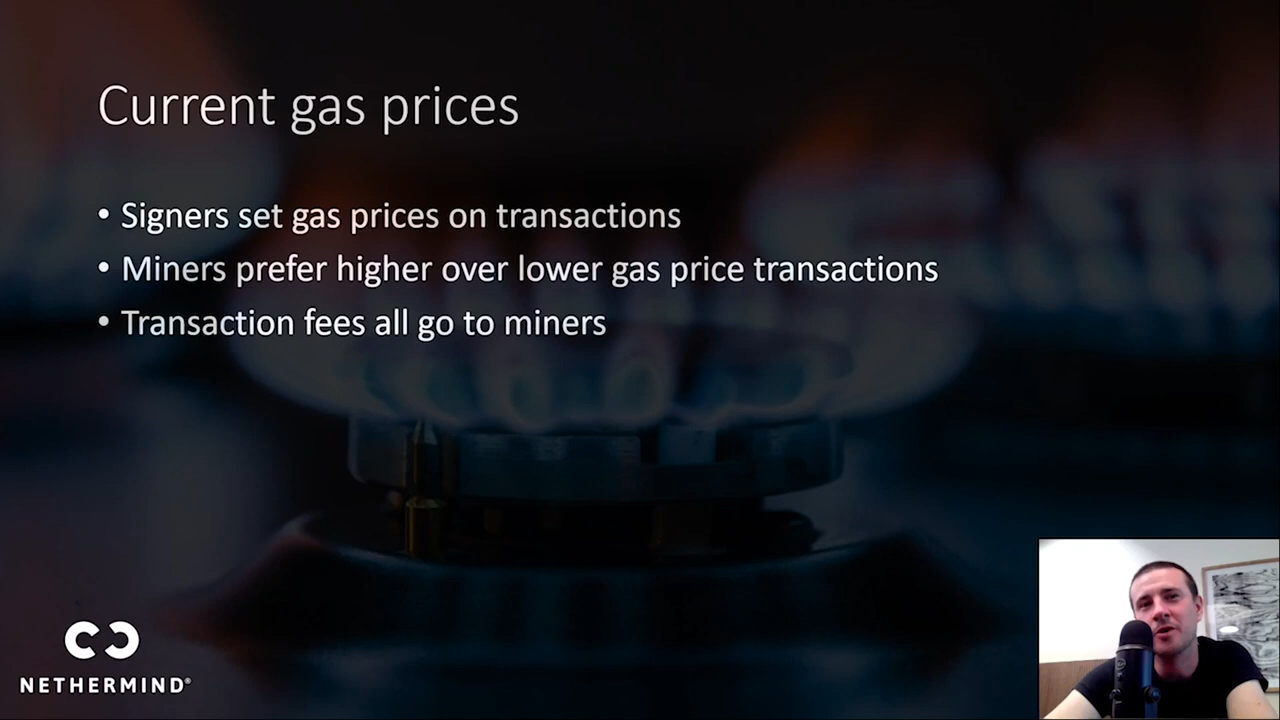 Current gas prices
• Signers set gas prices on transactions
• Miners prefer higher over lower gas price transactions
• Transaction fees all go to miners
NETHERMIND®